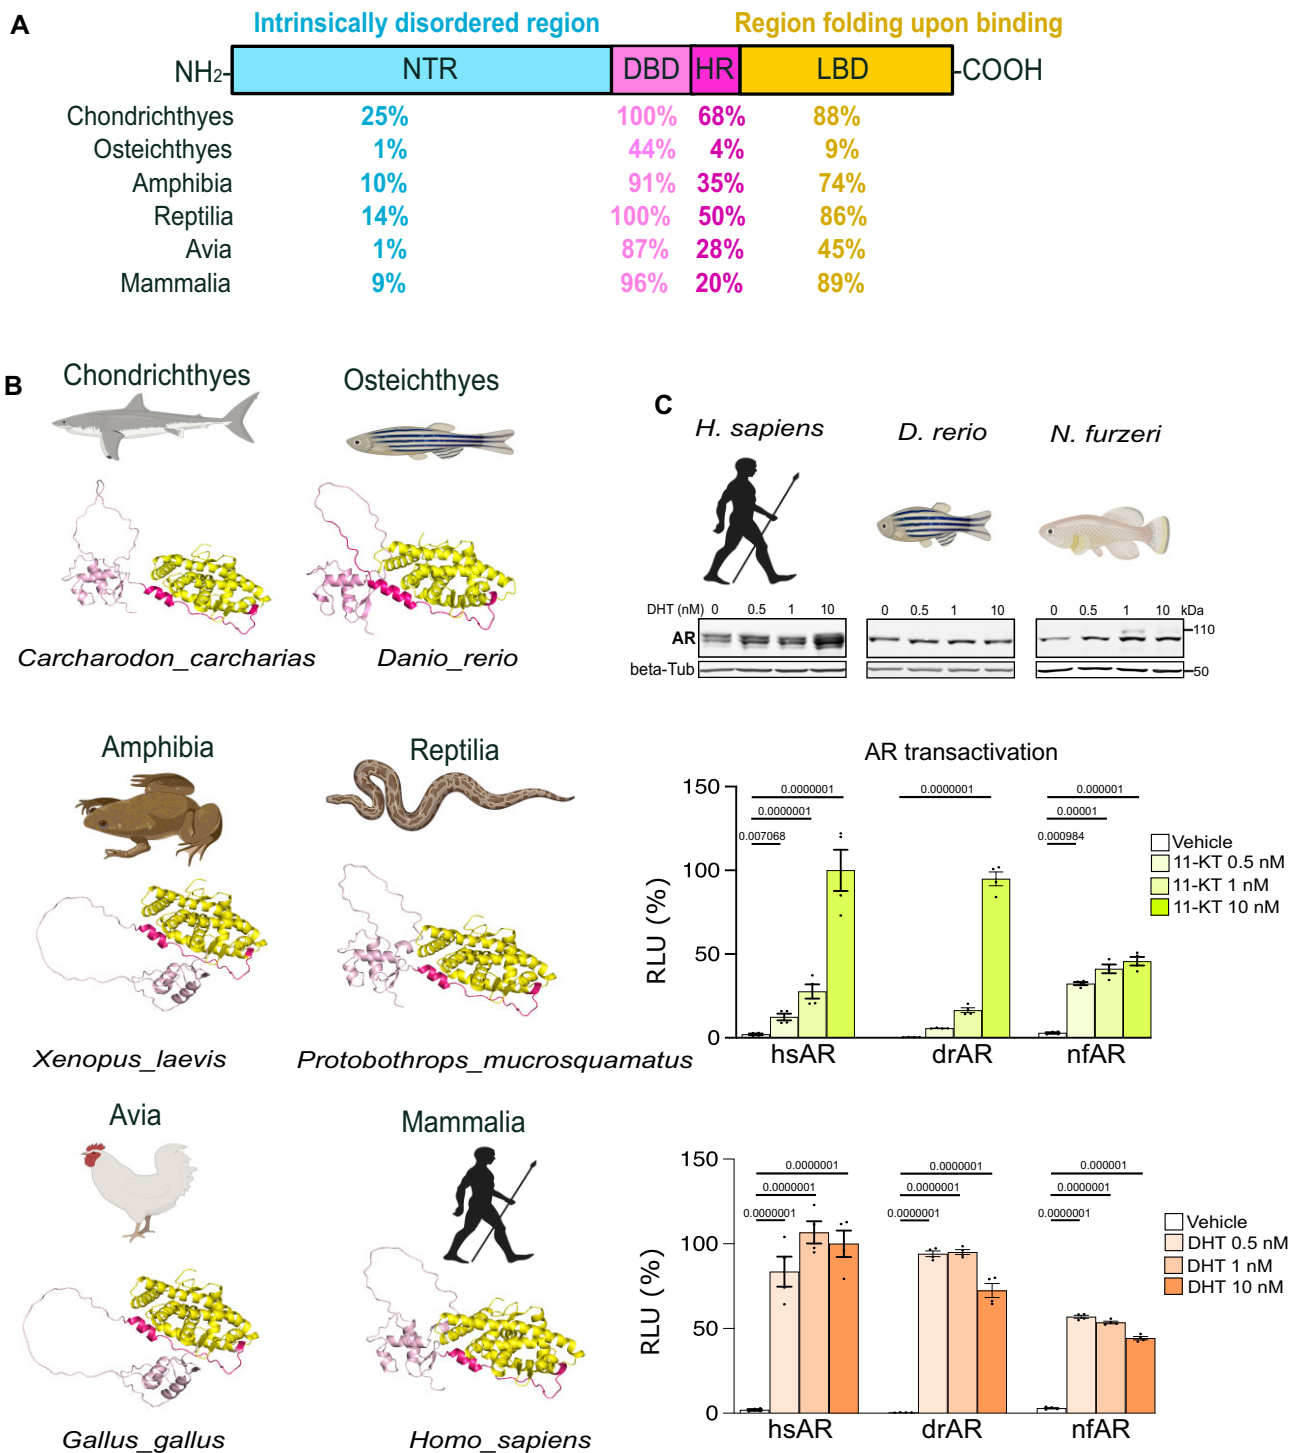 A
Intrinsically disordered region
Region folding upon binding
NH2- NTR DBD HR LBD -COOH
Chondrichthyes 25% 100% 68% 88%
Osteichthyes 1% 44% 4% 9%
Amphibia 10% 91% 35% 74%
Reptilia 14% 100% 50% 86%
Avia 1% 87% 28% 45%
Mammalia 9% 96% 20% 89%
B
Chondrichthyes
Osteichthyes
Carcharodon_carcharias
Danio_rerio
Amphibia
Reptilia
Xenopus_laevis
Protobothrops_mucrosquamatus
Avia
Mammalia
Gallus_gallus
Homo_sapiens
C
H. sapiens
D. rerio
N. furzeri
DHT (nM) 0 0.5 1 10 0 0.5 1 10 0 0.5 1 10 kDa
AR
110
beta-Tub
50
AR transactivation
RLU (%)
150
100
50
0
0.0000001
0.0000001
0.007068
0.0000001
0.000001
0.00001
0.000984
hsAR drAR nfAR
Vehicle
11-KT 0.5 nM
11-KT 1 nM
11-KT 10 nM
RLU (%)
150
100
50
0
0.0000001
0.0000001
0.0000001
0.0000001
0.0000001
0.0000001
0.000001
0.0000001
0.0000001
hsAR drAR nfAR
Vehicle
DHT 0.5 nM
DHT 1 nM
DHT 10 nM